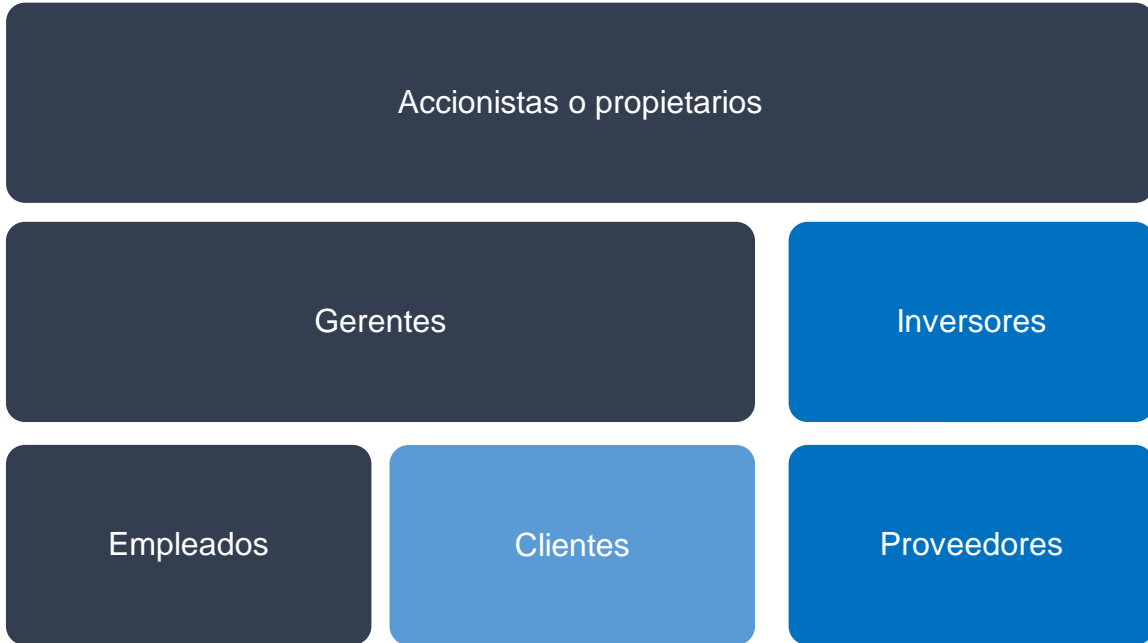 Accionistas o propietarios
Gerentes
Inversores
Empleados
Clientes
Proveedores